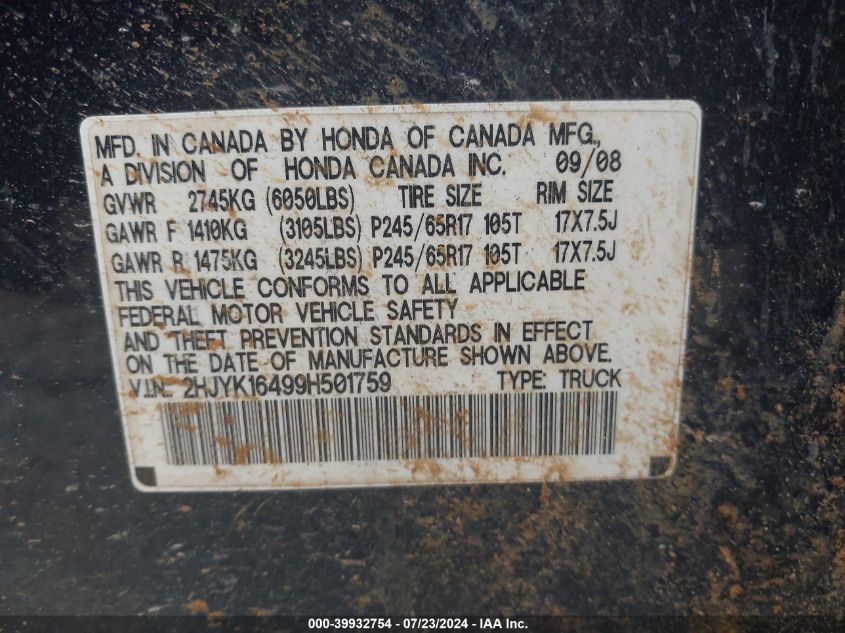 MFD. IN CANADA BY HONDA OF CANADA MFG.,
A DIVISION OF HONDA CANADA INC. 09/08
GVWR 2745KG (6050LBS) TIRE SIZE RIM SIZE
GAWR F 1410KG (3105LBS) P245/65R17 105T 17X7.5J
GAWR R 1475KG (3245LBS) P245/65R17 105T 17X7.5J
THIS VEHICLE CONFORMS TO ALL APPLICABLE
FEDERAL MOTOR VEHICLE SAFETY
AND THEFT PREVENTION STANDARDS IN EFFECT
ON THE DATE OF MANUFACTURE SHOWN ABOVE.
V.I.N.: 2HJYK16499H501759 TYPE: TRUCK
000-39932754 - 07/23/2024 - IAA Inc.